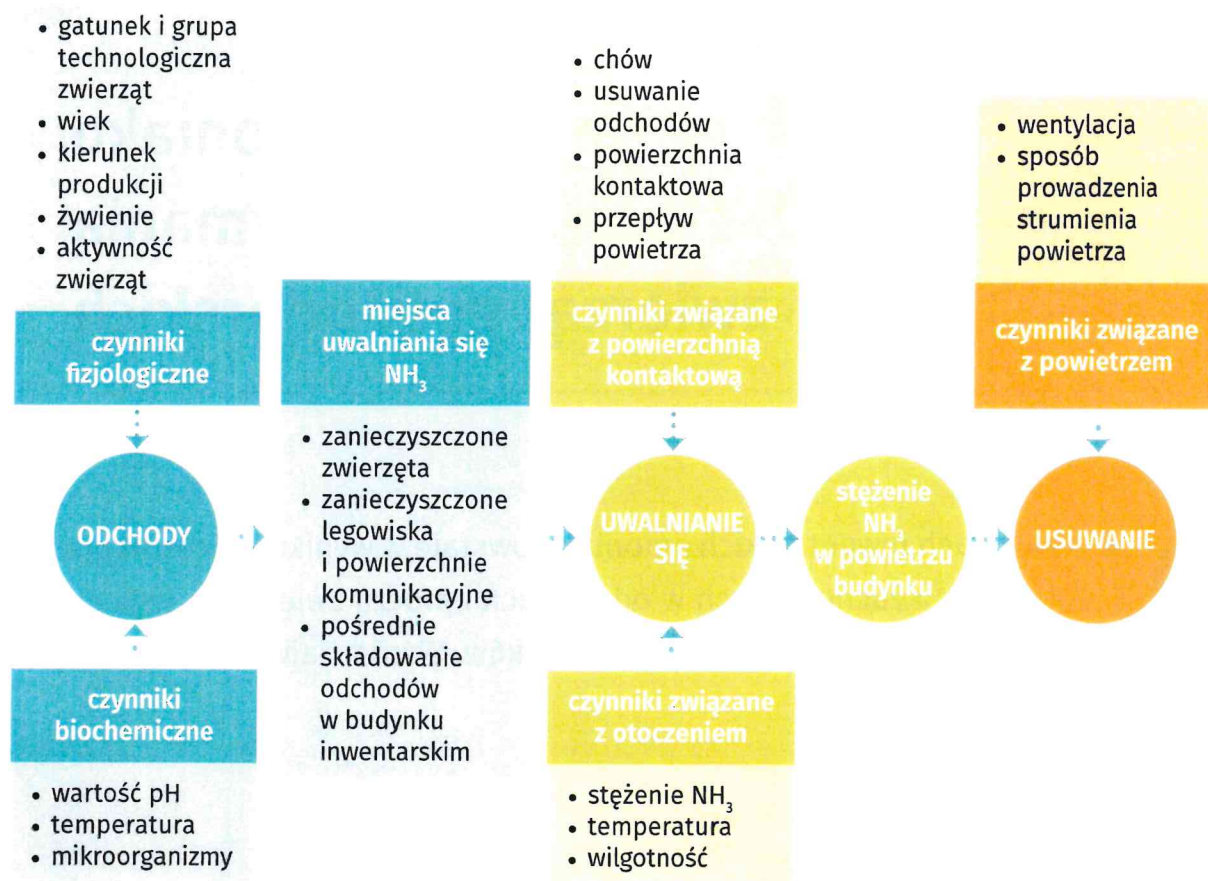 • gatunek i grupa
technologiczna
zwierząt
• wiek
• kierunek
produkcji
• żywienie
• aktywność
zwierząt
czynniki
fizjologiczne
ODCHODY
czynniki
biochemiczne
• wartość pH
• temperatura
• mikroorganizmy
miejsca
uwalniania się
NH₃
• zanieczyszczone
zwierzęta
• zanieczyszczone
legowiska
i powierzchnie
komunikacyjne
• pośrednie
składowanie
odchodów
w budynku
inwentarskim
• chów
• usuwanie
odchodów
• powierzchnia
kontaktowa
• przepływ
powietrza
czynniki związane
z powierzchnią
kontaktową
UWALNIANIE
SIĘ
czynniki związane
z otoczeniem
• stężenie NH₃
• temperatura
• wilgotność
stężenie
NH₃
w powietrzu
budynku
• wentylacja
• sposób
prowadzenia
strumienia
powietrza
czynniki związane
z powietrzem
USUWANIE